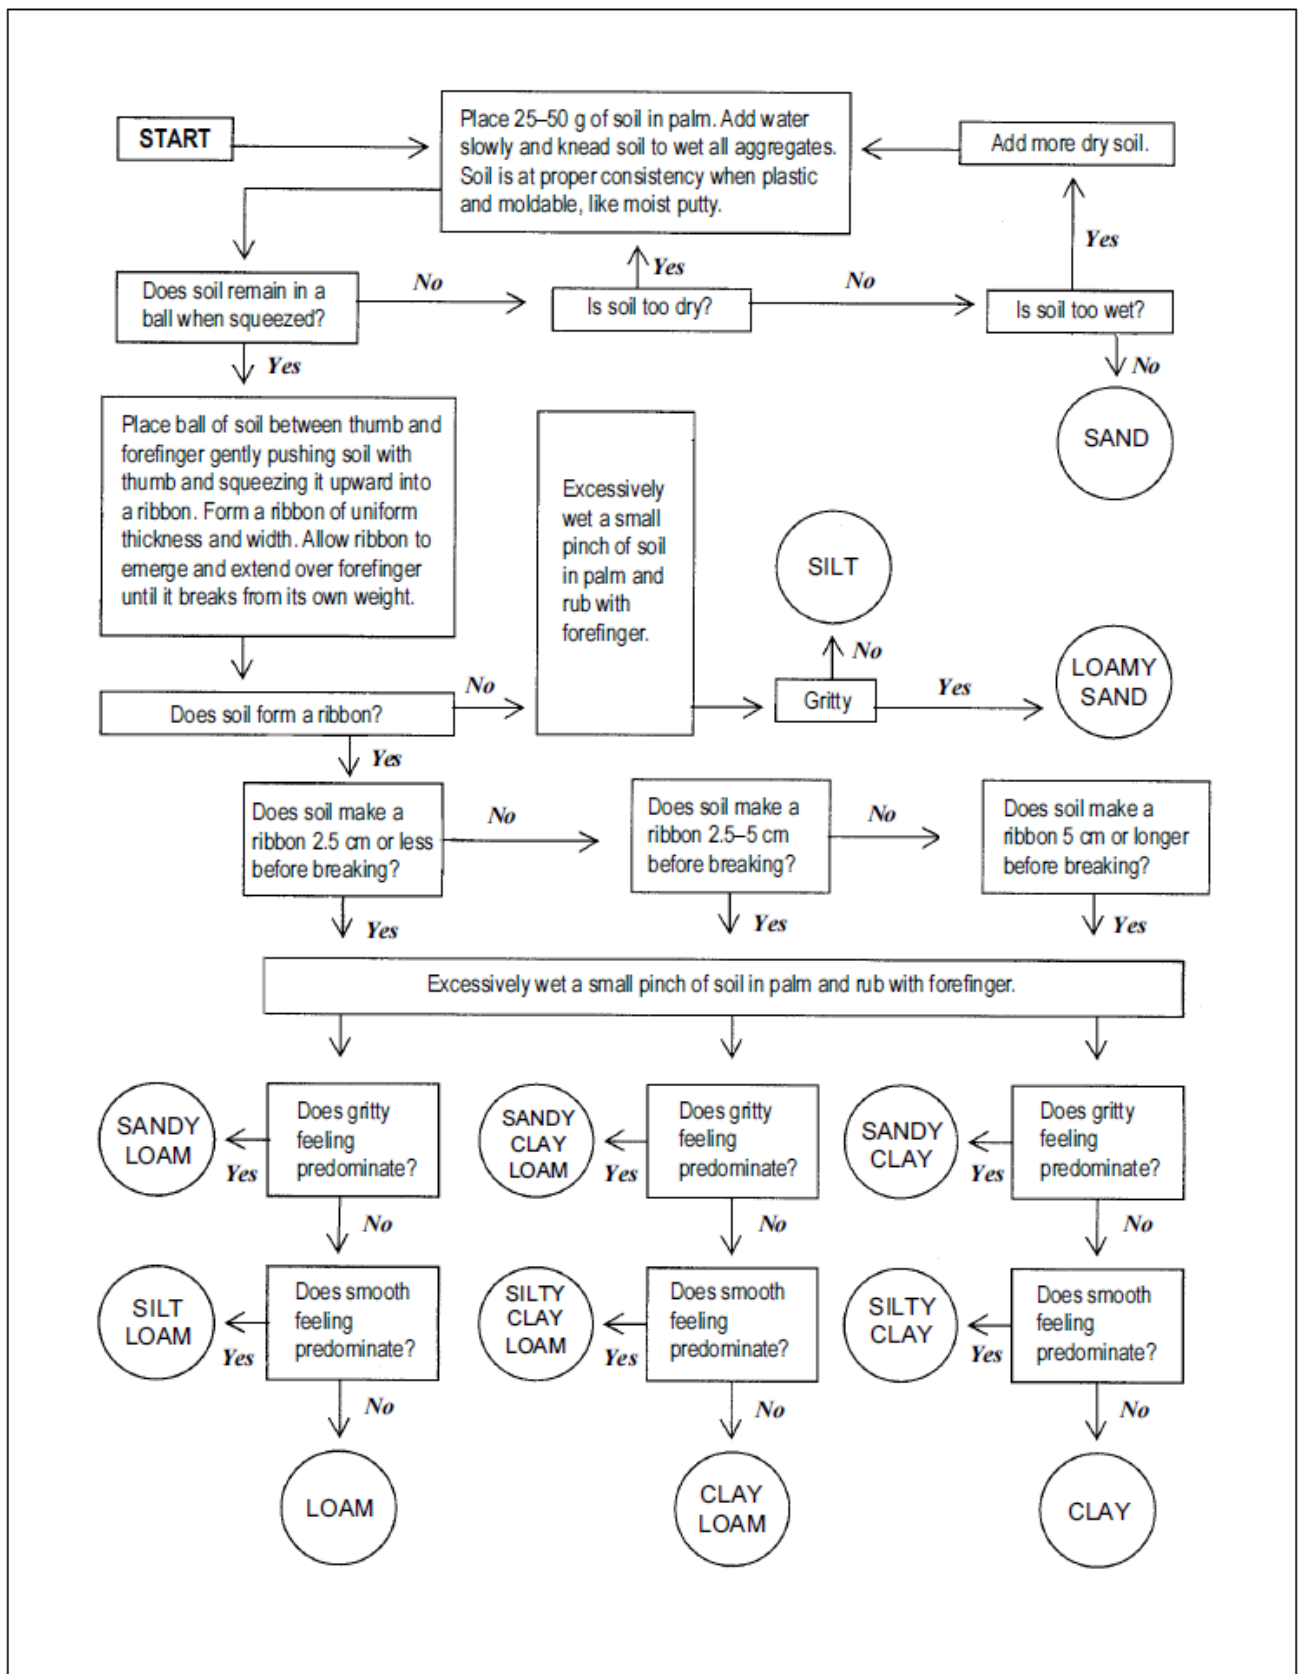 START
Place 25–50 g of soil in palm. Add water
slowly and knead soil to wet all aggregates.
Soil is at proper consistency when plastic
and moldable, like moist putty.
Add more dry soil.
Yes
Yes
Does soil remain in a
ball when squeezed?
No
Is soil too dry?
No
Is soil too wet?
Yes
No
SAND
Place ball of soil between thumb and
forefinger gently pushing soil with
thumb and squeezing it upward into
a ribbon. Form a ribbon of uniform
thickness and width. Allow ribbon to
emerge and extend over forefinger
until it breaks from its own weight.
Excessively
wet a small
pinch of soil
in palm and
rub with
forefinger.
SILT
No
LOAMY
SAND
Does soil form a ribbon?
No
Gritty
Yes
Yes
Does soil make a
ribbon 2.5 cm or less
before breaking?
No
Does soil make a
ribbon 2.5–5 cm
before breaking?
No
Does soil make a
ribbon 5 cm or longer
before breaking?
Yes
Yes
Yes
Excessively wet a small pinch of soil in palm and rub with forefinger.
SANDY
LOAM
Yes
Does gritty
feeling
predominate?
SANDY
CLAY
LOAM
Yes
Does gritty
feeling
predominate?
SANDY
CLAY
Yes
Does gritty
feeling
predominate?
No
No
No
SILT
LOAM
Yes
Does smooth
feeling
predominate?
SILTY
CLAY
LOAM
Yes
Does smooth
feeling
predominate?
SILTY
CLAY
Yes
Does smooth
feeling
predominate?
No
No
No
LOAM
CLAY
LOAM
CLAY